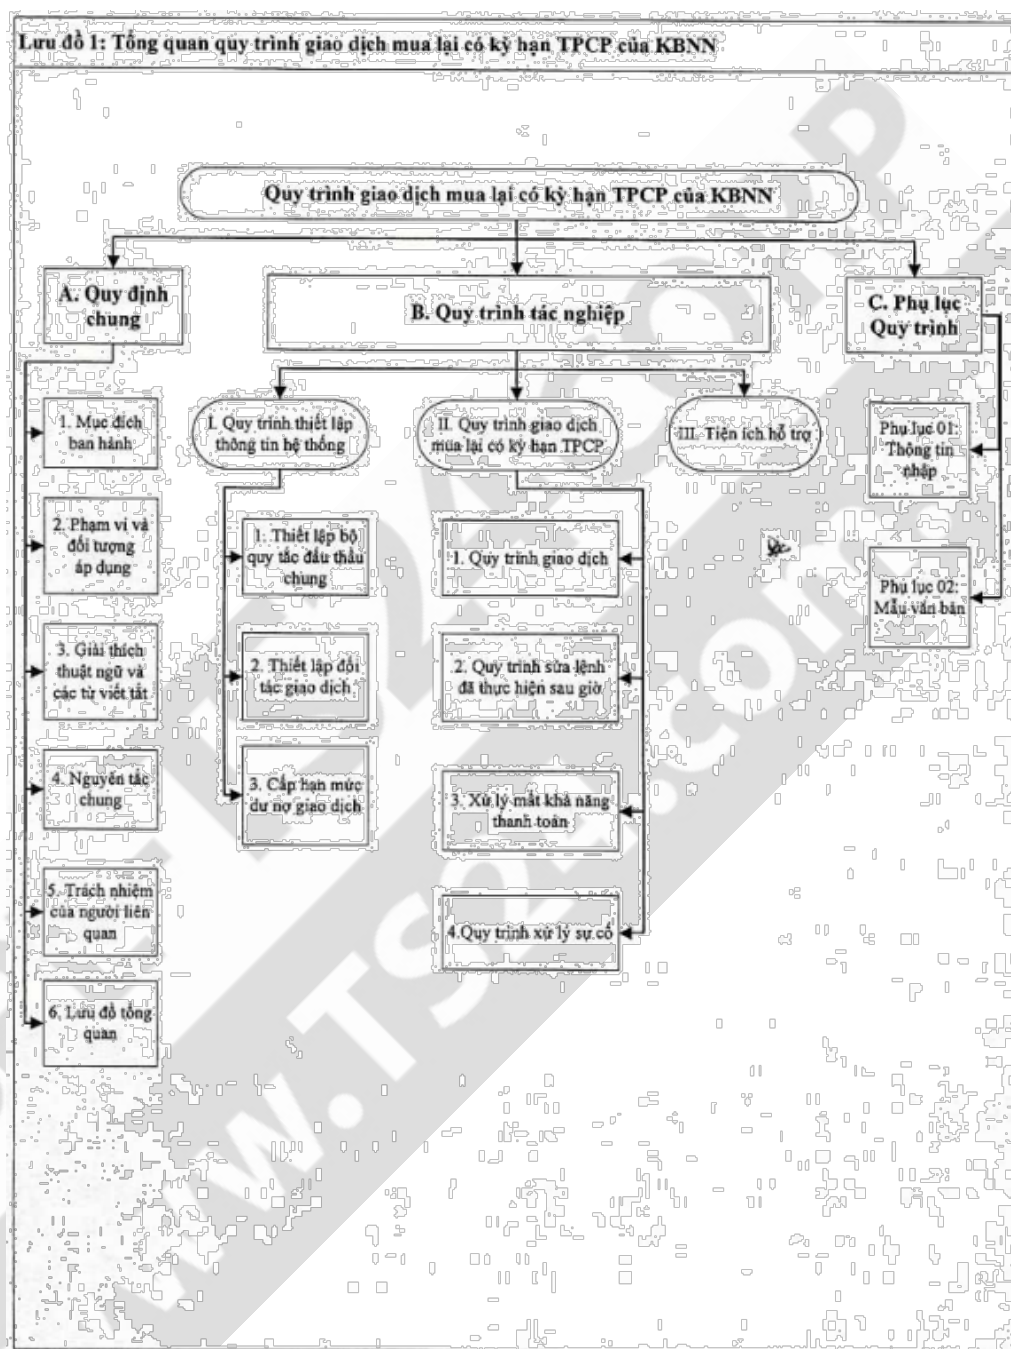 Lưu đồ 1: Tổng quan quy trình giao dịch mua lại có kỳ hạn TPCP của KBNN
Quy trình giao dịch mua lại có kỳ hạn TPCP của KBNN
A. Quy định
chung
B. Quy trình tác nghiệp
C. Phụ lục
Quy trình
1. Mục đích
ban hành
2. Phạm vi và
đối tượng
áp dụng
3. Giải thích
thuật ngữ và
các từ viết tắt
4. Nguyên tắc
chung
5. Trách nhiệm
của người liên
quan
6. Lưu đồ tổng
quan
I. Quy trình thiết lập
thông tin hệ thống
1. Thiết lập bộ
quy tắc đấu thầu
chung
2. Thiết lập đối
tác giao dịch
3. Cấp hạn mức
dư nợ giao dịch
II. Quy trình giao dịch
mua lại có kỳ hạn TPCP
1. Quy trình giao dịch
2. Quy trình sửa lệnh
đã thực hiện sau giờ
3. Xử lý mất khả năng
thanh toán
4.Quy trình xử lý sự cố
III. Tiện ích hỗ trợ
Phụ lục 01:
Thông tin
nhập
Phụ lục 02:
Mẫu văn bản